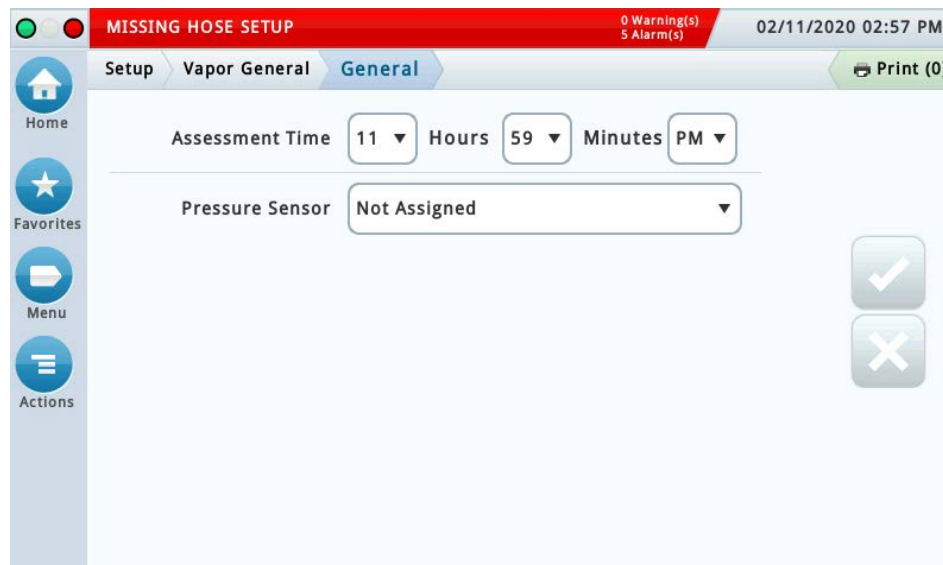 MISSING HOSE SETUP
0 Warning(s)
5 Alarm(s)
02/11/2020 02:57 PM
Setup Vapor General General
Print (0)
Home
Assessment Time 11 Hours 59 Minutes PM
Favorites
Pressure Sensor Not Assigned
Menu
Actions